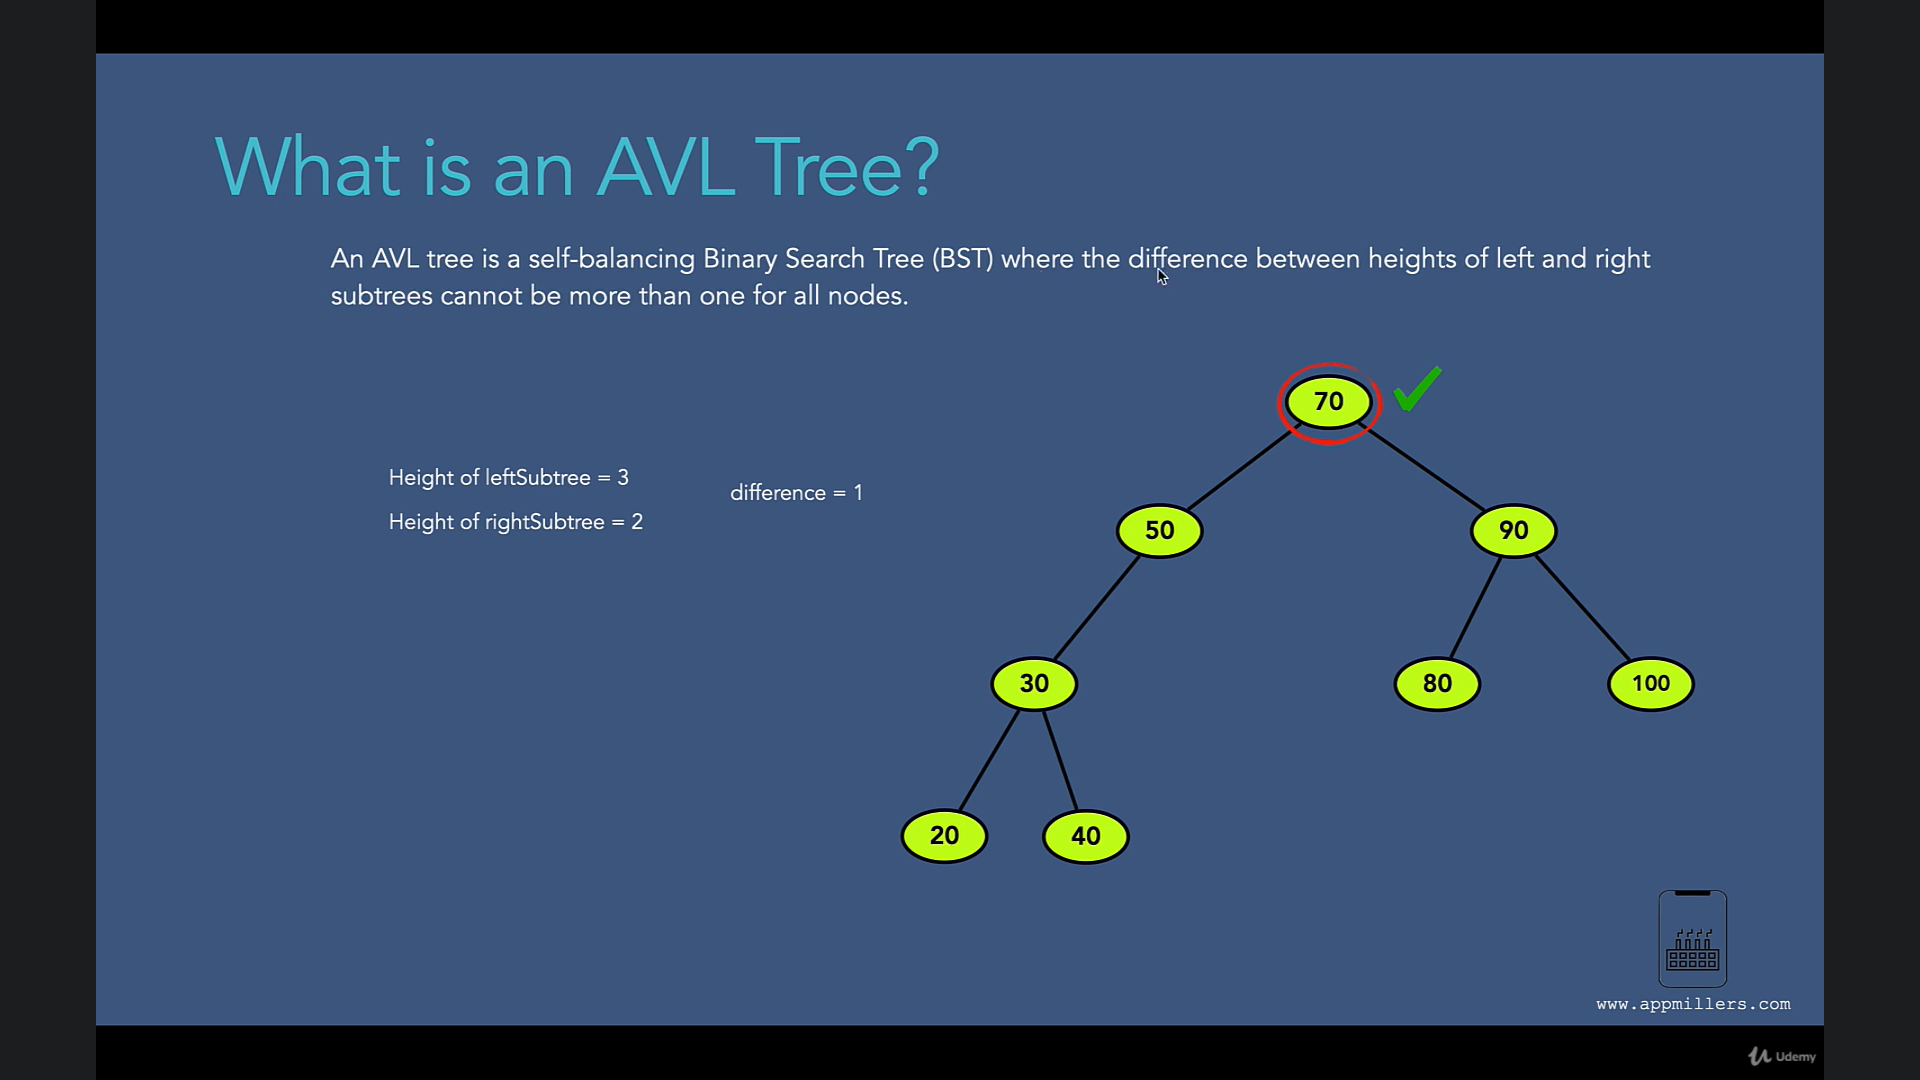 What is an AVL Tree?
An AVL tree is a self-balancing Binary Search Tree (BST) where the difference between heights of left and right
subtrees cannot be more than one for all nodes.
70
Height of leftSubtree = 3
difference = 1
Height of rightSubtree = 2
50
90
30
80
100
20
40
www.appmillers.com
Udemy